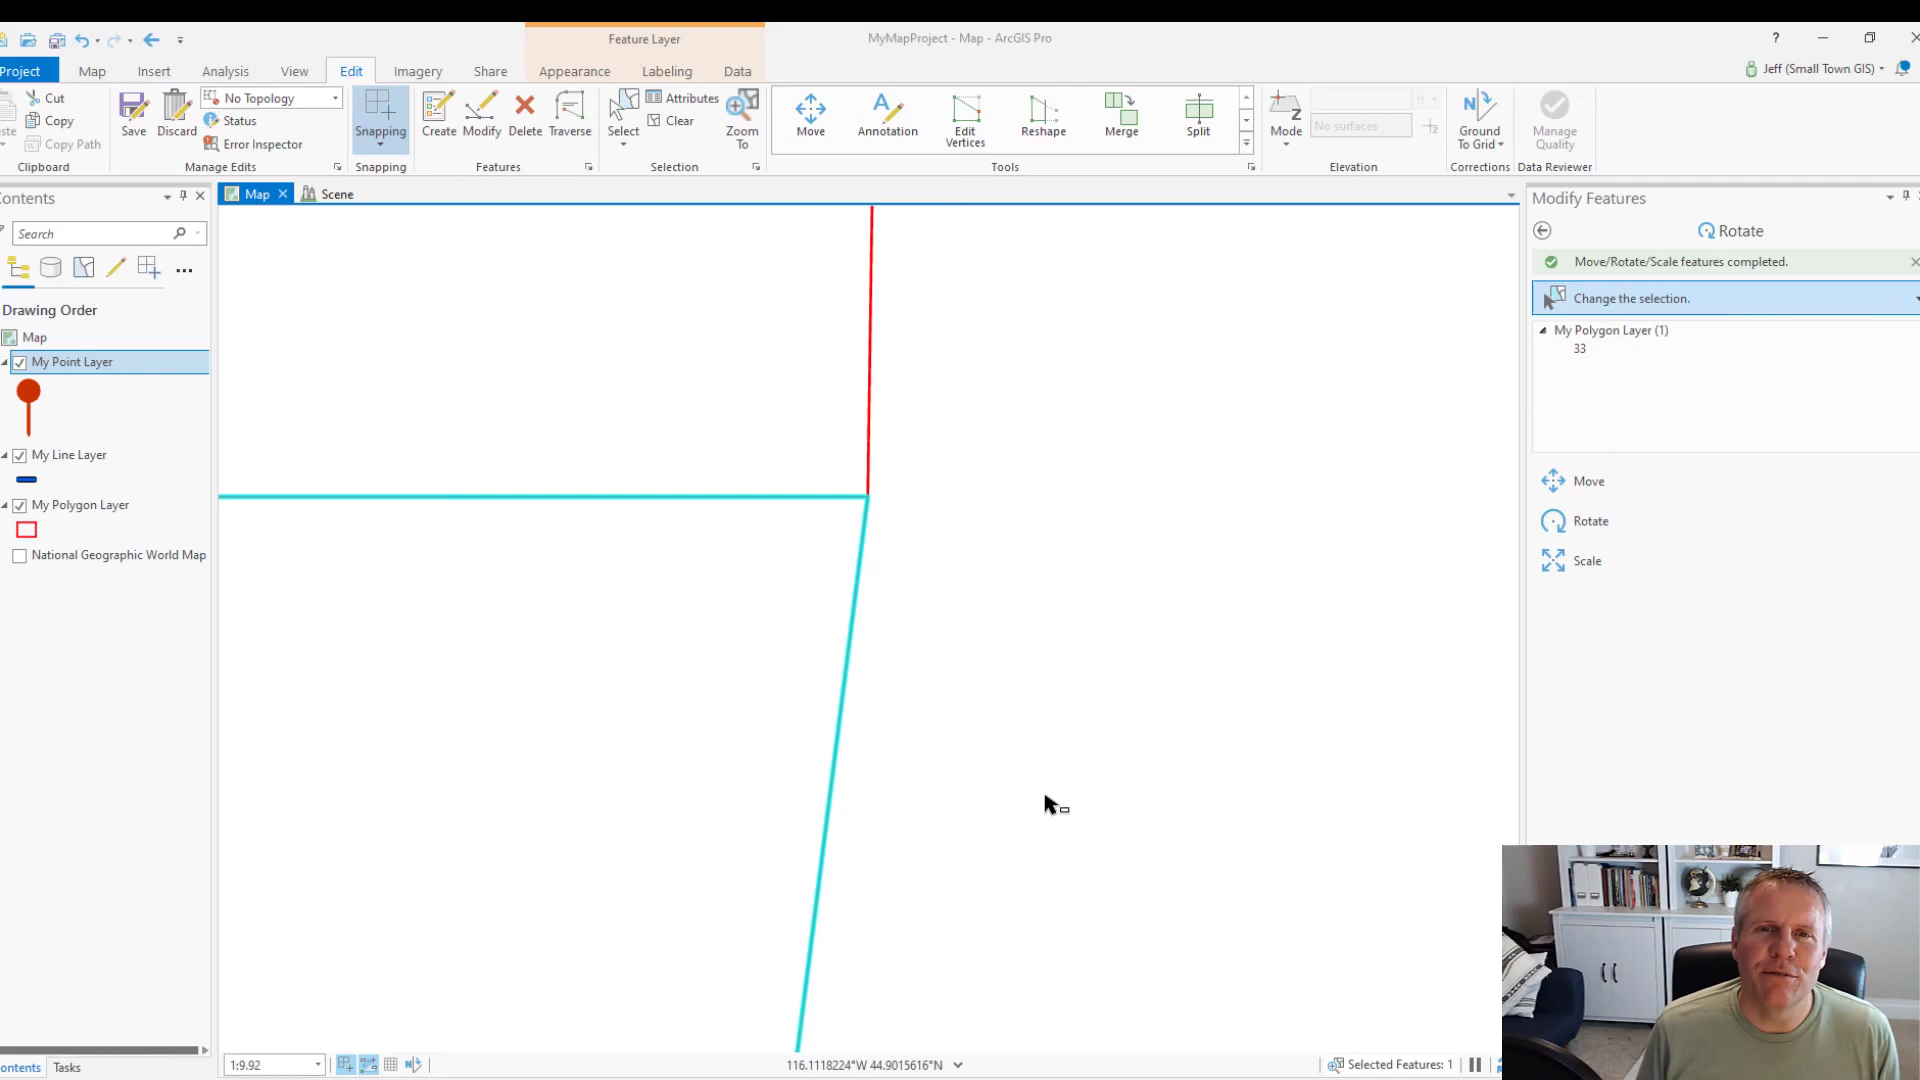 Feature Layer
MyMapProject - Map - ArcGIS Pro
?
Project
Map
Insert
Analysis
View
Edit
Imagery
Share
Appearance
Labeling
Data
Jeff (Small Town GIS)
Cut
Copy
Copy Path
Clipboard
Save
Discard
No Topology
Status
Error Inspector
Manage Edits
Snapping
Snapping
Create
Modify
Delete
Traverse
Features
Select
Attributes
Clear
Zoom
To
Selection
Move
Annotation
Edit
Vertices
Reshape
Merge
Split
Tools
Mode
ft
No surfaces
Elevation
Ground
To Grid
Corrections
Manage
Quality
Data Reviewer
ontents
Search
Drawing Order
Map
My Point Layer
My Line Layer
My Polygon Layer
National Geographic World Map
ontents
Tasks
Map
Scene
1:9.92
116.1118224°W 44.9015616°N
Selected Features: 1
Modify Features
Rotate
Move/Rotate/Scale features completed.
Change the selection.
My Polygon Layer (1)
33
Move
Rotate
Scale